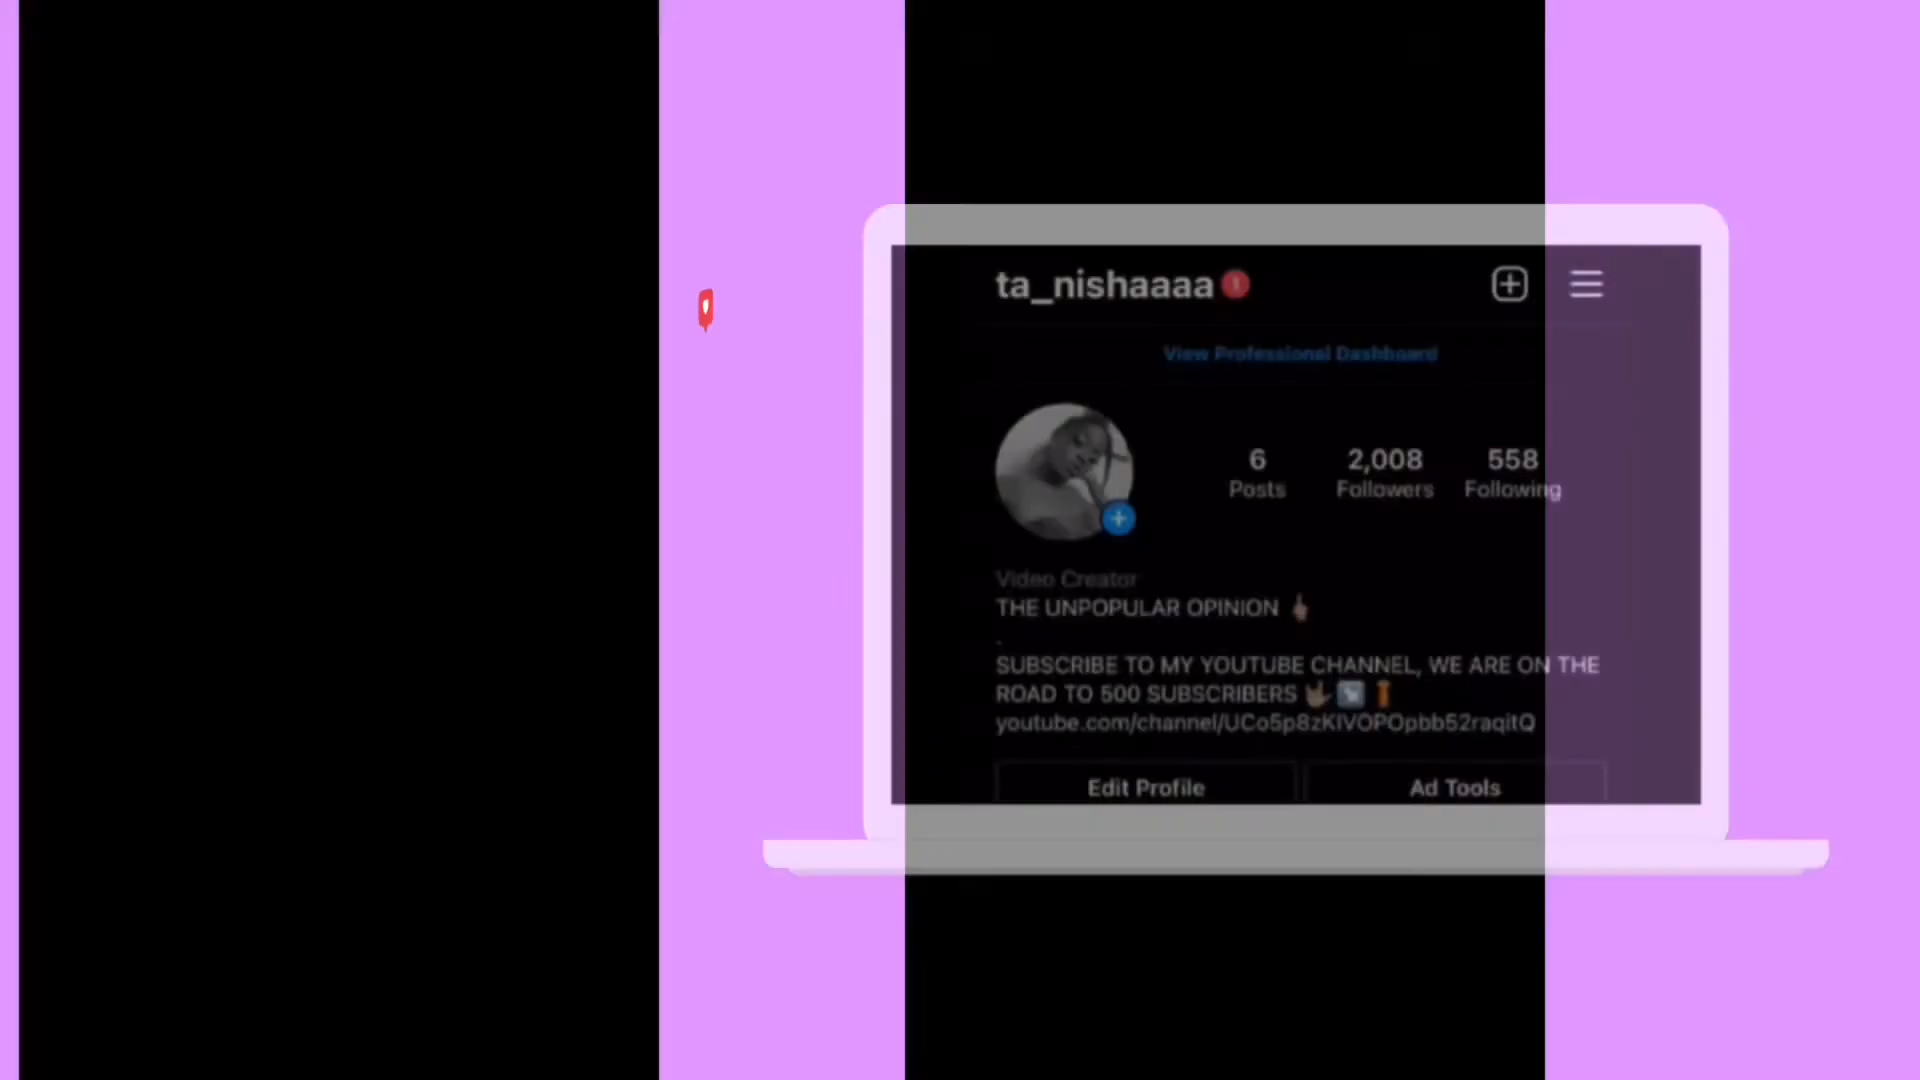 ta_nishaaaa
View Professional Dashboard
6 2,008 558
Posts Followers Following
Video Creator
THE UNPOPULAR OPINION
.
SUBSCRIBE TO MY YOUTUBE CHANNEL, WE ARE ON THE
ROAD TO 500 SUBSCRIBERS
youtube.com/channel/UCo5p8zKIVOPOpbb52raqitQ
Edit Profile Ad Tools